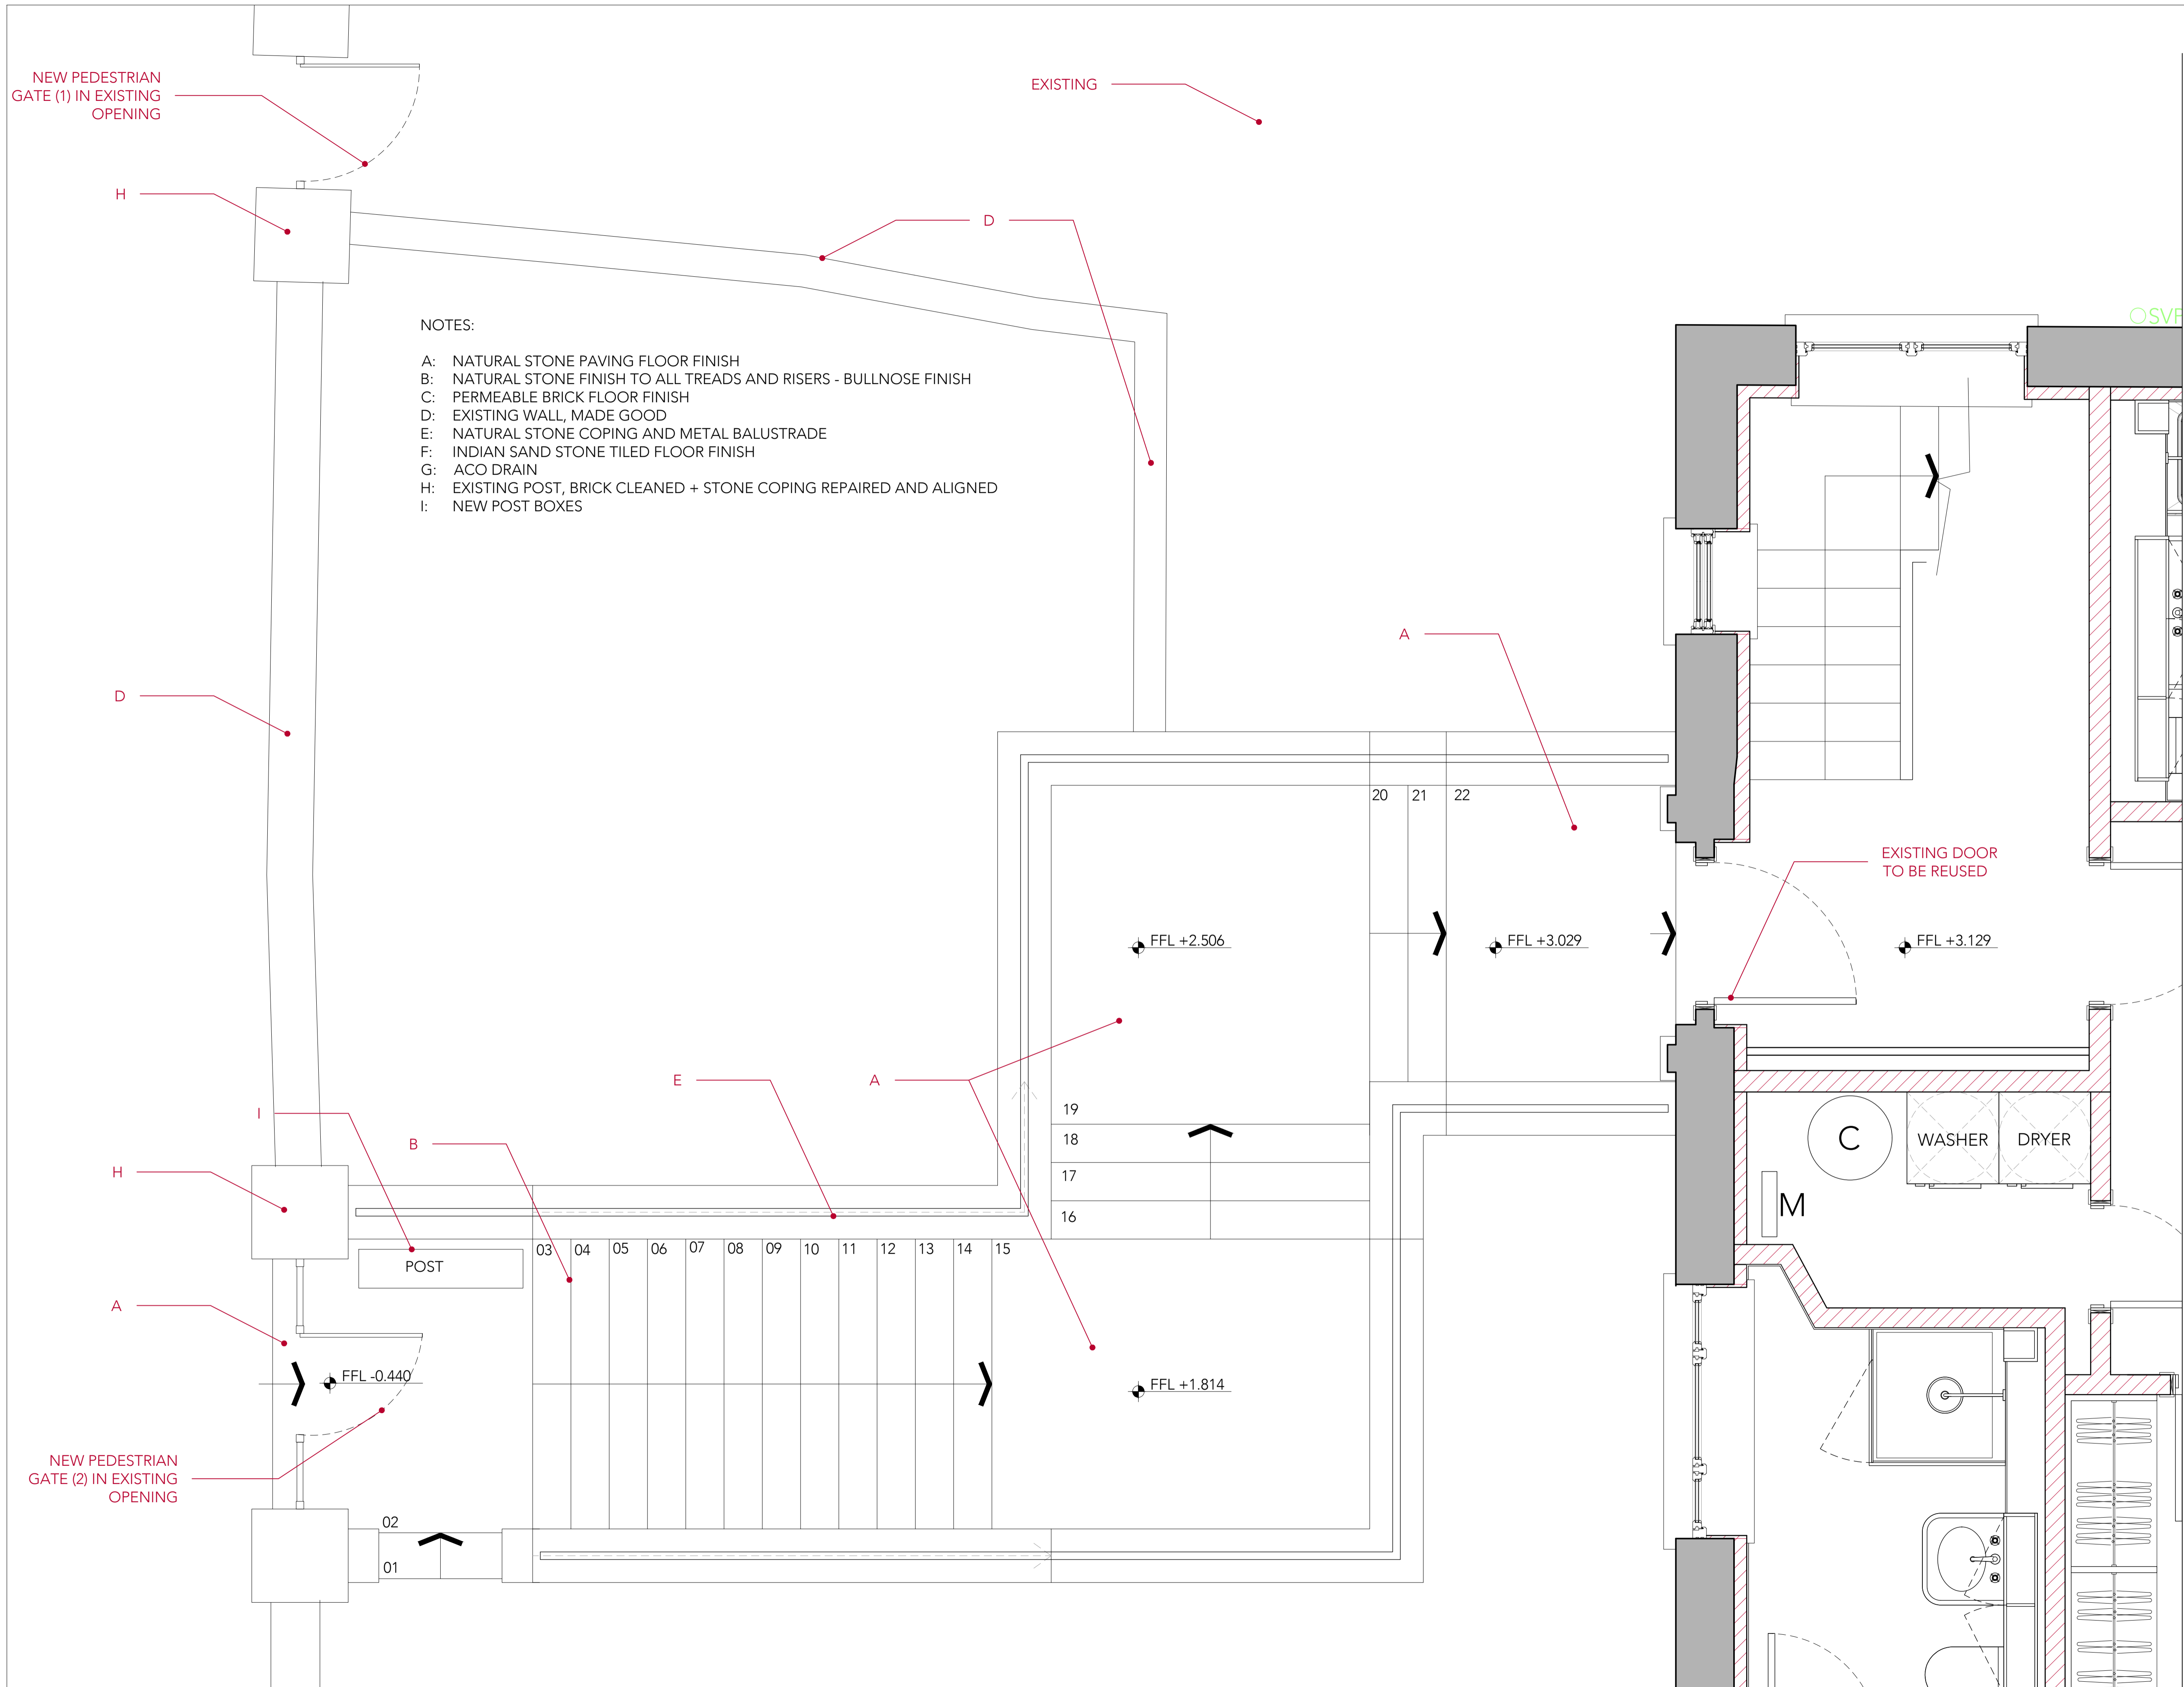 NEW PEDESTRIAN
GATE (1) IN EXISTING
OPENING
EXISTING
H
D
NOTES:
A: NATURAL STONE PAVING FLOOR FINISH
B: NATURAL STONE FINISH TO ALL TREADS AND RISERS - BULLNOSE FINISH
C: PERMEABLE BRICK FLOOR FINISH
D: EXISTING WALL, MADE GOOD
E: NATURAL STONE COPING AND METAL BALUSTRADE
F: INDIAN SAND STONE TILED FLOOR FINISH
G: ACO DRAIN
H: EXISTING POST, BRICK CLEANED + STONE COPING REPAIRED AND ALIGNED
I: NEW POST BOXES
A
D
20 21 22
EXISTING DOOR
TO BE REUSED
FFL +2.506
FFL +3.029
FFL +3.129
E
A
I
B
H
19
18
17
16
C
WASHER
DRYER
M
03 04 05 06 07 08 09 10 11 12 13 14 15
POST
A
FFL -0.440
FFL +1.814
NEW PEDESTRIAN
GATE (2) IN EXISTING
OPENING
02
01